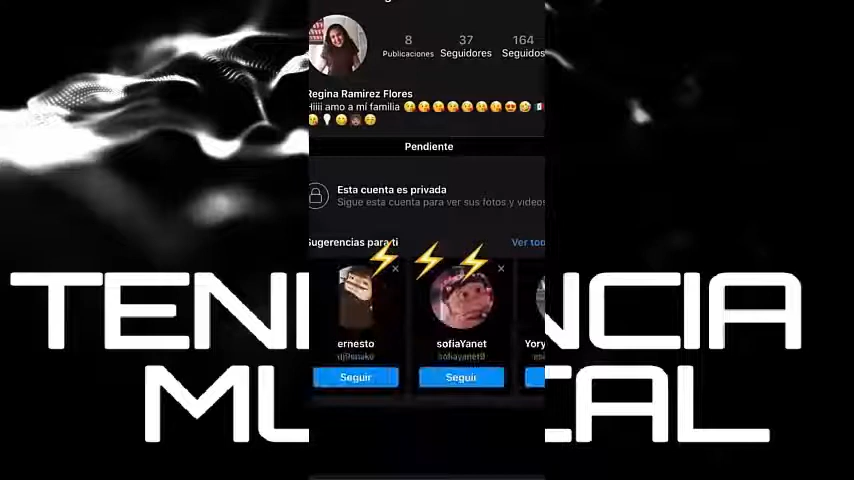 8 37 164
Publicaciones Seguidores Seguidos
Regina Ramirez Flores
Hiiii amo a mí familia
Pendiente
Esta cuenta es privada
Sigue esta cuenta para ver sus fotos y videos
Sugerencias para ti Ver tod
ernesto sofiaYanet Yory
Seguir Seguir
TEN NCIA
MU CAL